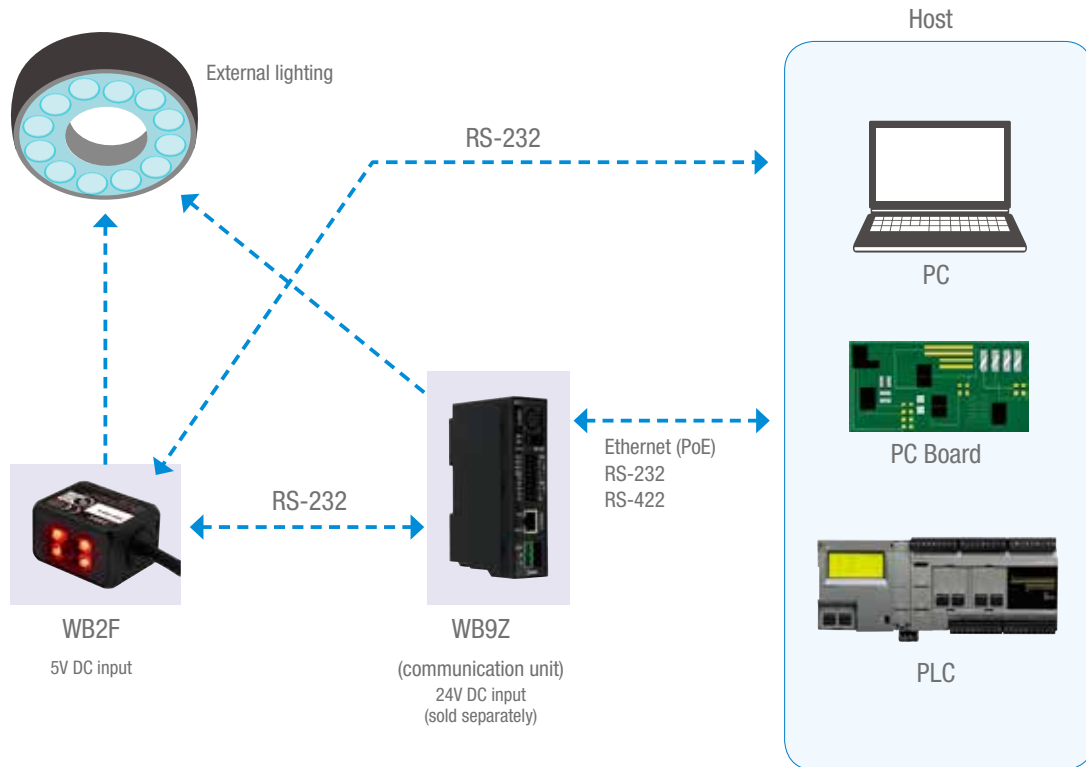 Host
External lighting
RS-232
PC
Ethernet (PoE)
RS-232
RS-422
PC Board
RS-232
WB2F
5V DC input
WB9Z
(communication unit)
24V DC input
(sold separately)
PLC